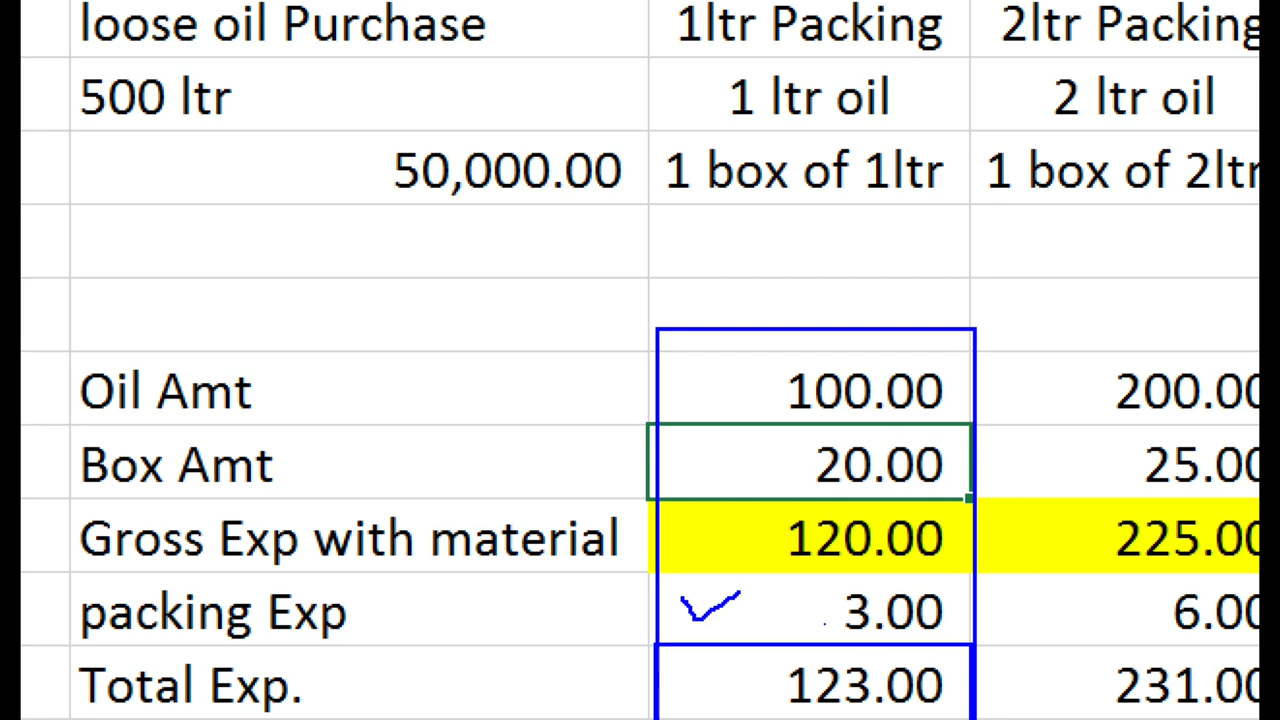 loose oil Purchase 1ltr Packing 2ltr Packing
500 ltr 1 ltr oil 2 ltr oil
50,000.00 1 box of 1ltr 1 box of 2ltr
Oil Amt 100.00 200.00
Box Amt 20.00 25.00
Gross Exp with material 120.00 225.00
packing Exp 3.00 6.00
Total Exp. 123.00 231.00